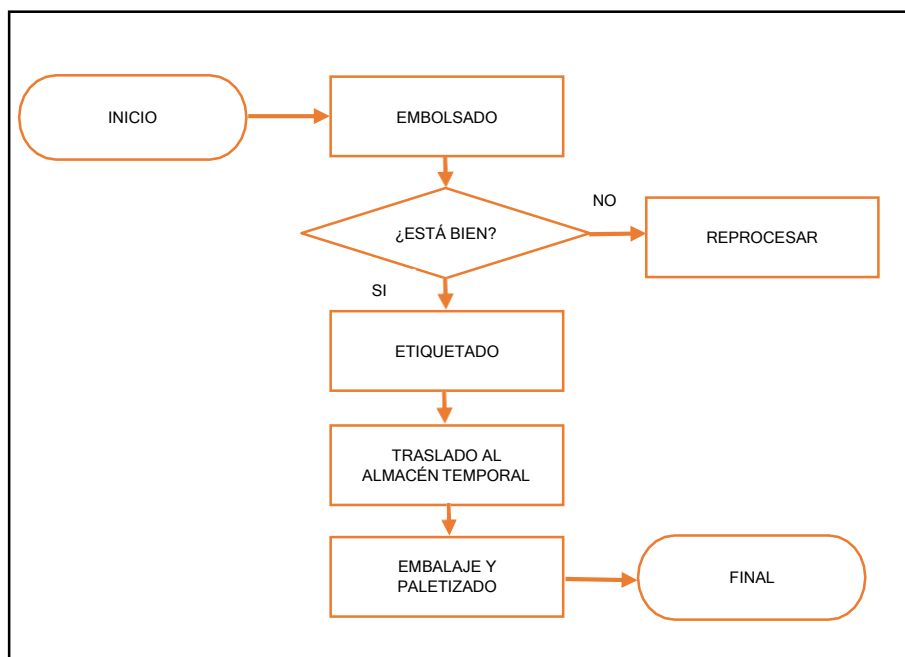 INICIO
EMBOLSADO
¿ESTÁ BIEN?
NO
REPROCESAR
SI
ETIQUETADO
TRASLADO AL
ALMACÉN TEMPORAL
EMBALAJE Y
PALETIZADO
FINAL